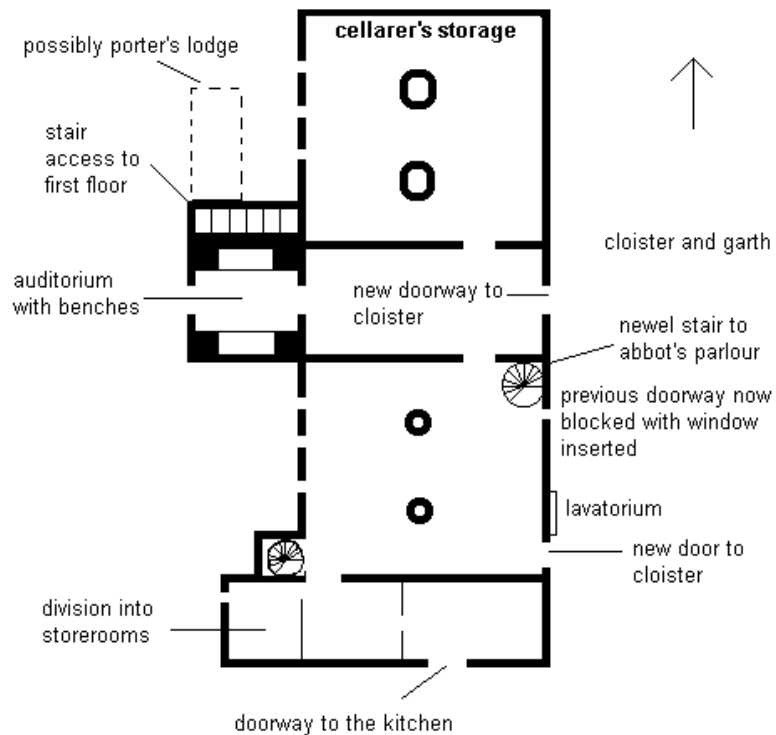 cellarer's storage
possibly porter's lodge
stair
access to
first floor
cloister and garth
auditorium
with benches
new doorway to
cloister
newel stair to
abbot's parlour
previous doorway now
blocked with window
inserted
lavatorium
new door to
cloister
division into
storerooms
doorway to the kitchen